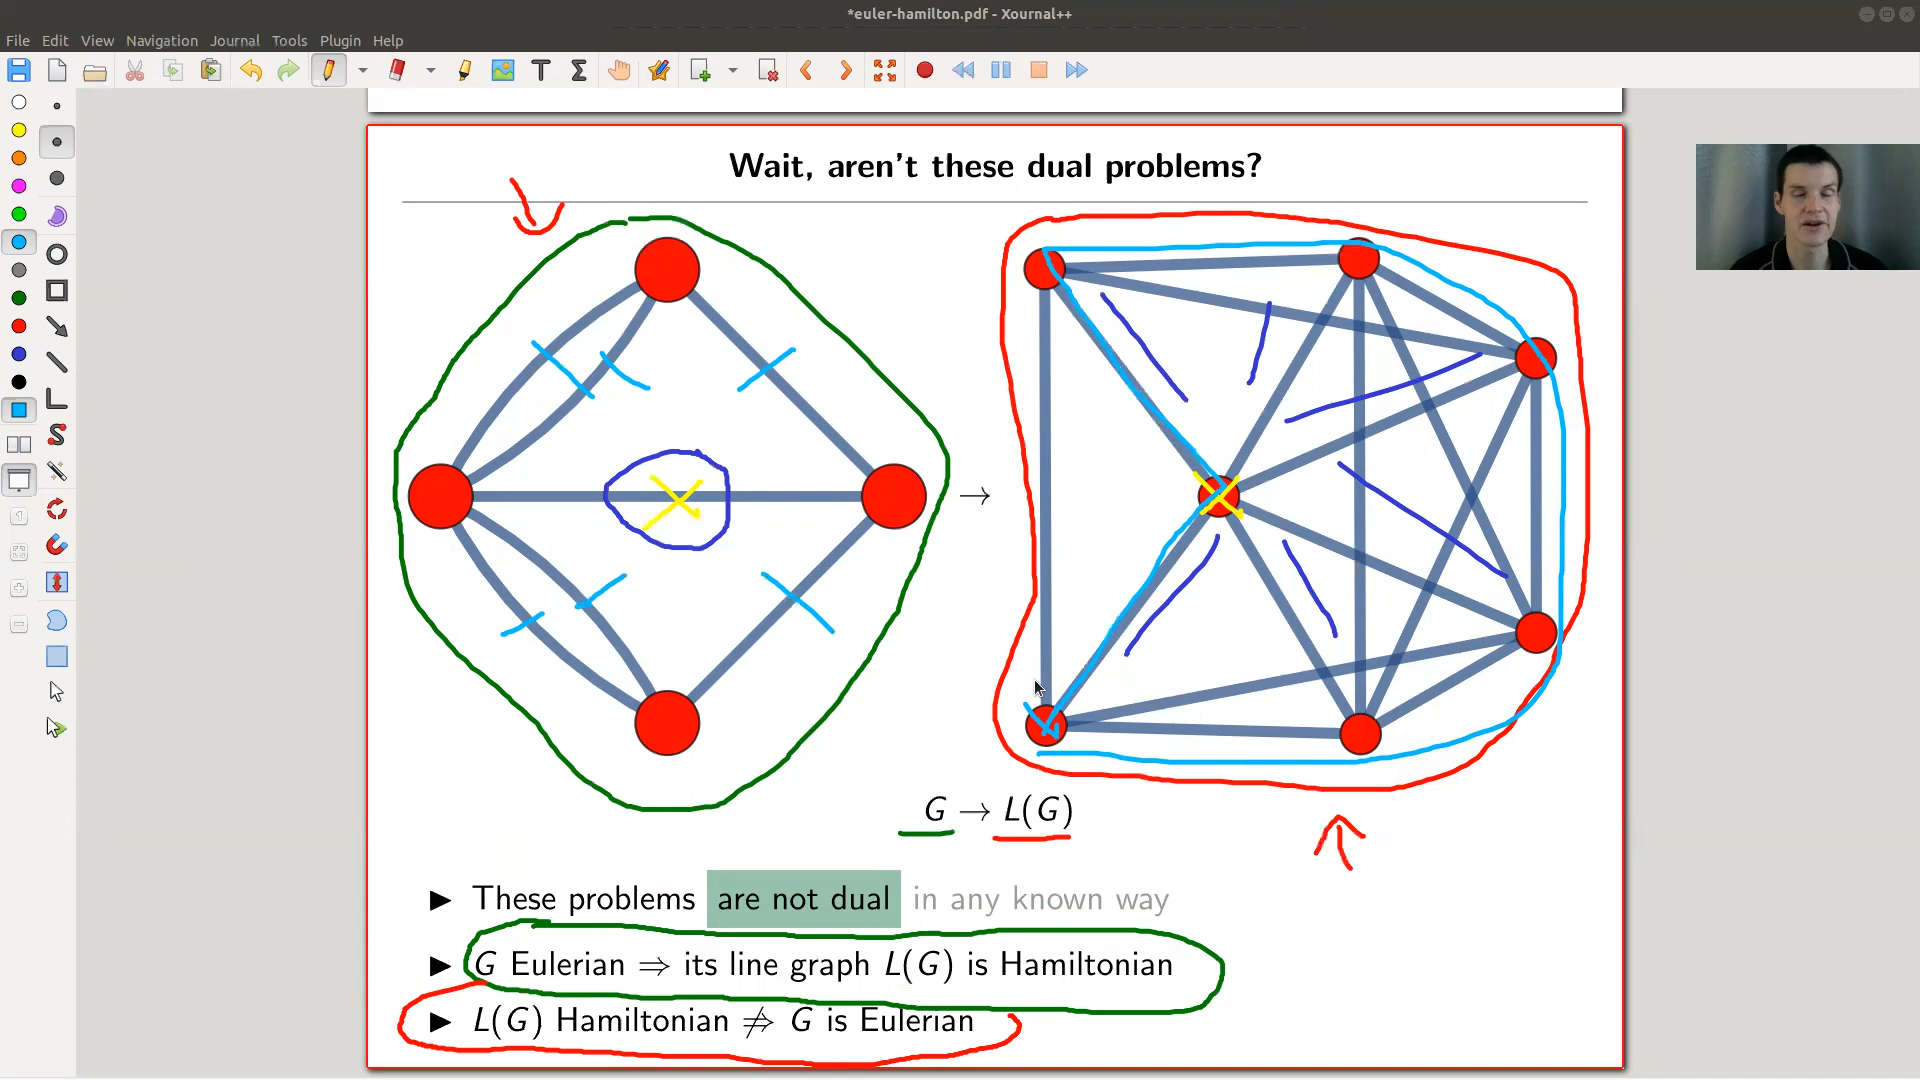 *euler-hamilton.pdf - Xournal++
File Edit View Navigation Journal Tools Plugin Help
Wait, aren't these dual problems?
→
G → L(G)
▶ These problems are not dual in any known way
▶ G Eulerian ⇒ its line graph L(G) is Hamiltonian
▶ L(G) Hamiltonian ⇏ G is Eulerian